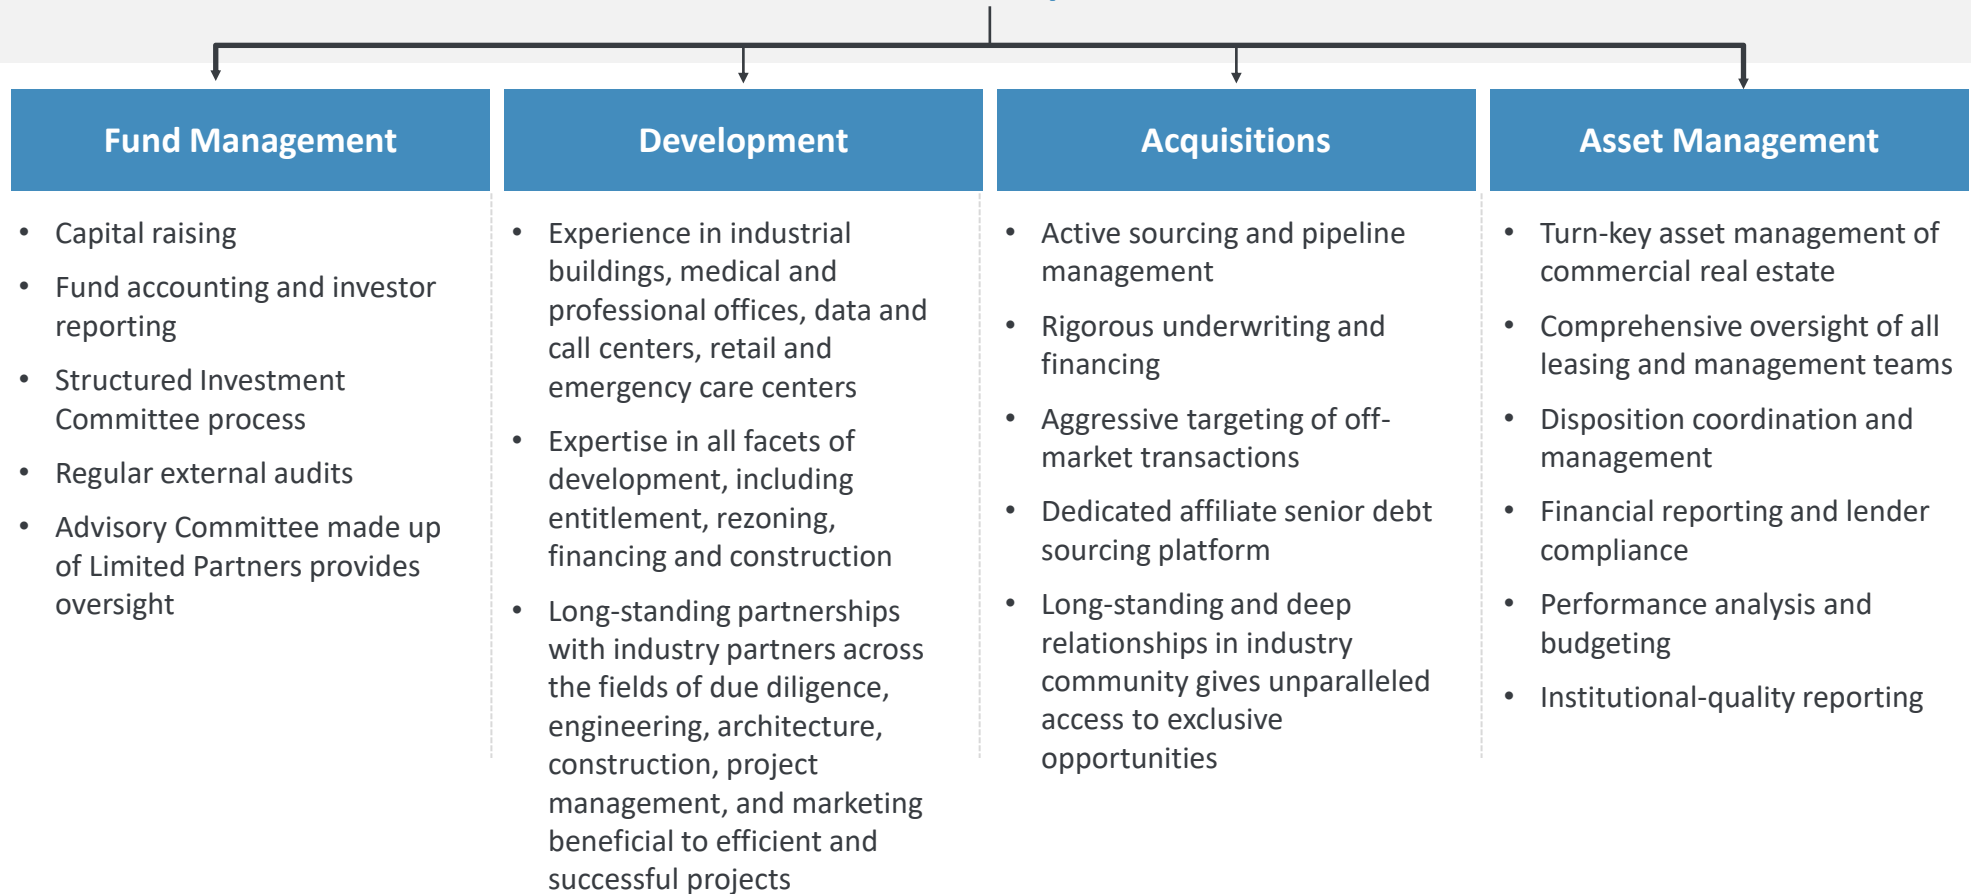 Fund Management
• Capital raising
• Fund accounting and investor
reporting
• Structured Investment
Committee process
• Regular external audits
• Advisory Committee made up
of Limited Partners provides
oversight
Development
• Experience in industrial
buildings, medical and
professional offices, data and
call centers, retail and
emergency care centers
• Expertise in all facets of
development, including
entitlement, rezoning,
financing and construction
• Long-standing partnerships
with industry partners across
the fields of due diligence,
engineering, architecture,
construction, project
management, and marketing
beneficial to efficient and
successful projects
Acquisitions
• Active sourcing and pipeline
management
• Rigorous underwriting and
financing
• Aggressive targeting of off-
market transactions
• Dedicated affiliate senior debt
sourcing platform
• Long-standing and deep
relationships in industry
community gives unparalleled
access to exclusive
opportunities
Asset Management
• Turn-key asset management of
commercial real estate
• Comprehensive oversight of all
leasing and management teams
• Disposition coordination and
management
• Financial reporting and lender
compliance
• Performance analysis and
budgeting
• Institutional-quality reporting